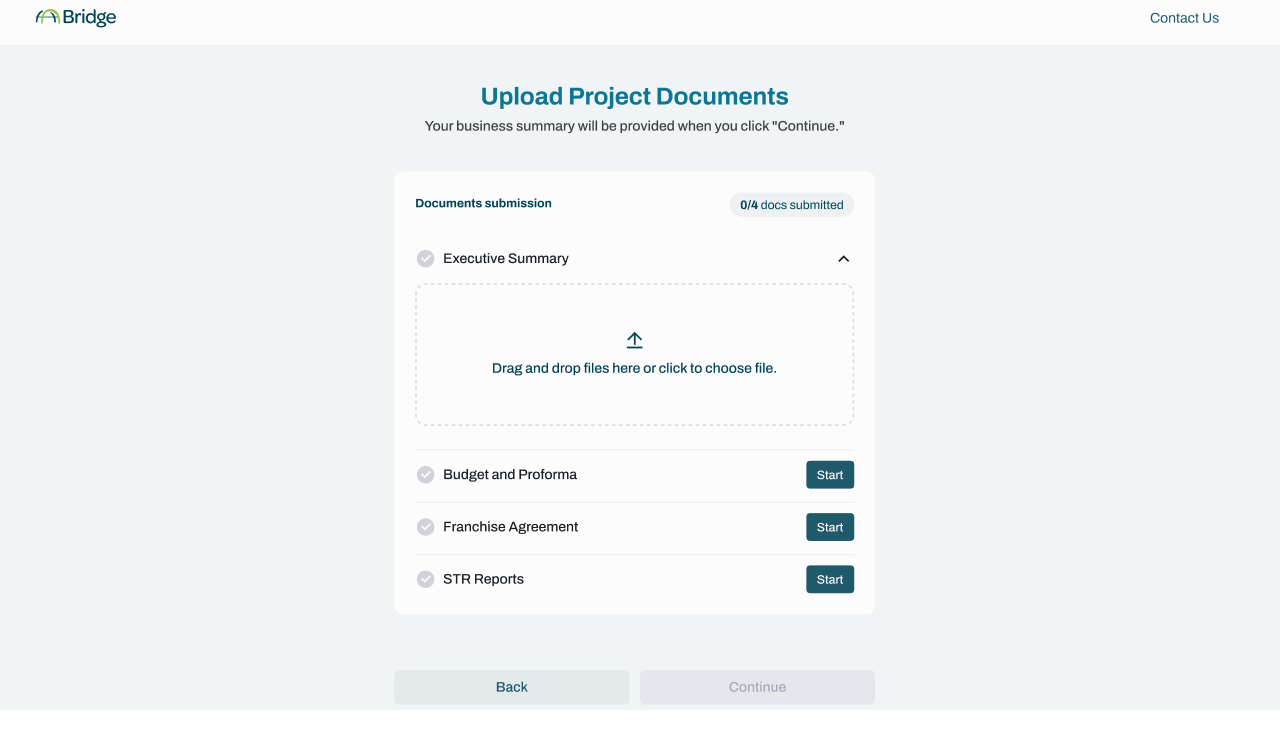 Bridge
Contact Us
Upload Project Documents
Your business summary will be provided when you click "Continue."
Documents submission
0/4 docs submitted
Executive Summary
Drag and drop files here or click to choose file.
Budget and Proforma
Start
Franchise Agreement
Start
STR Reports
Start
Back
Continue